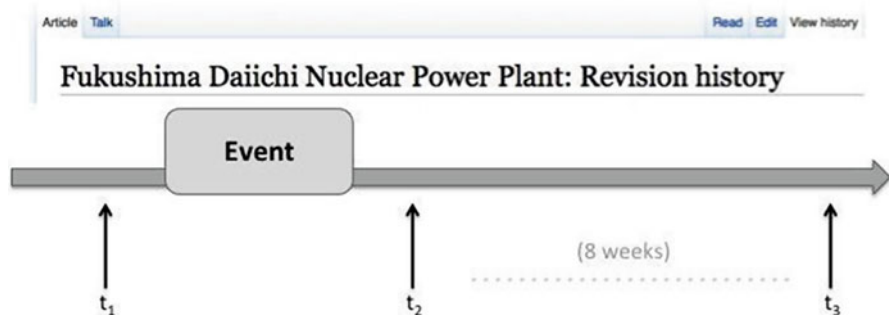 Article Talk Read Edit View history
Fukushima Daiichi Nuclear Power Plant: Revision history
Event
(8 weeks)
t1 t2 t3